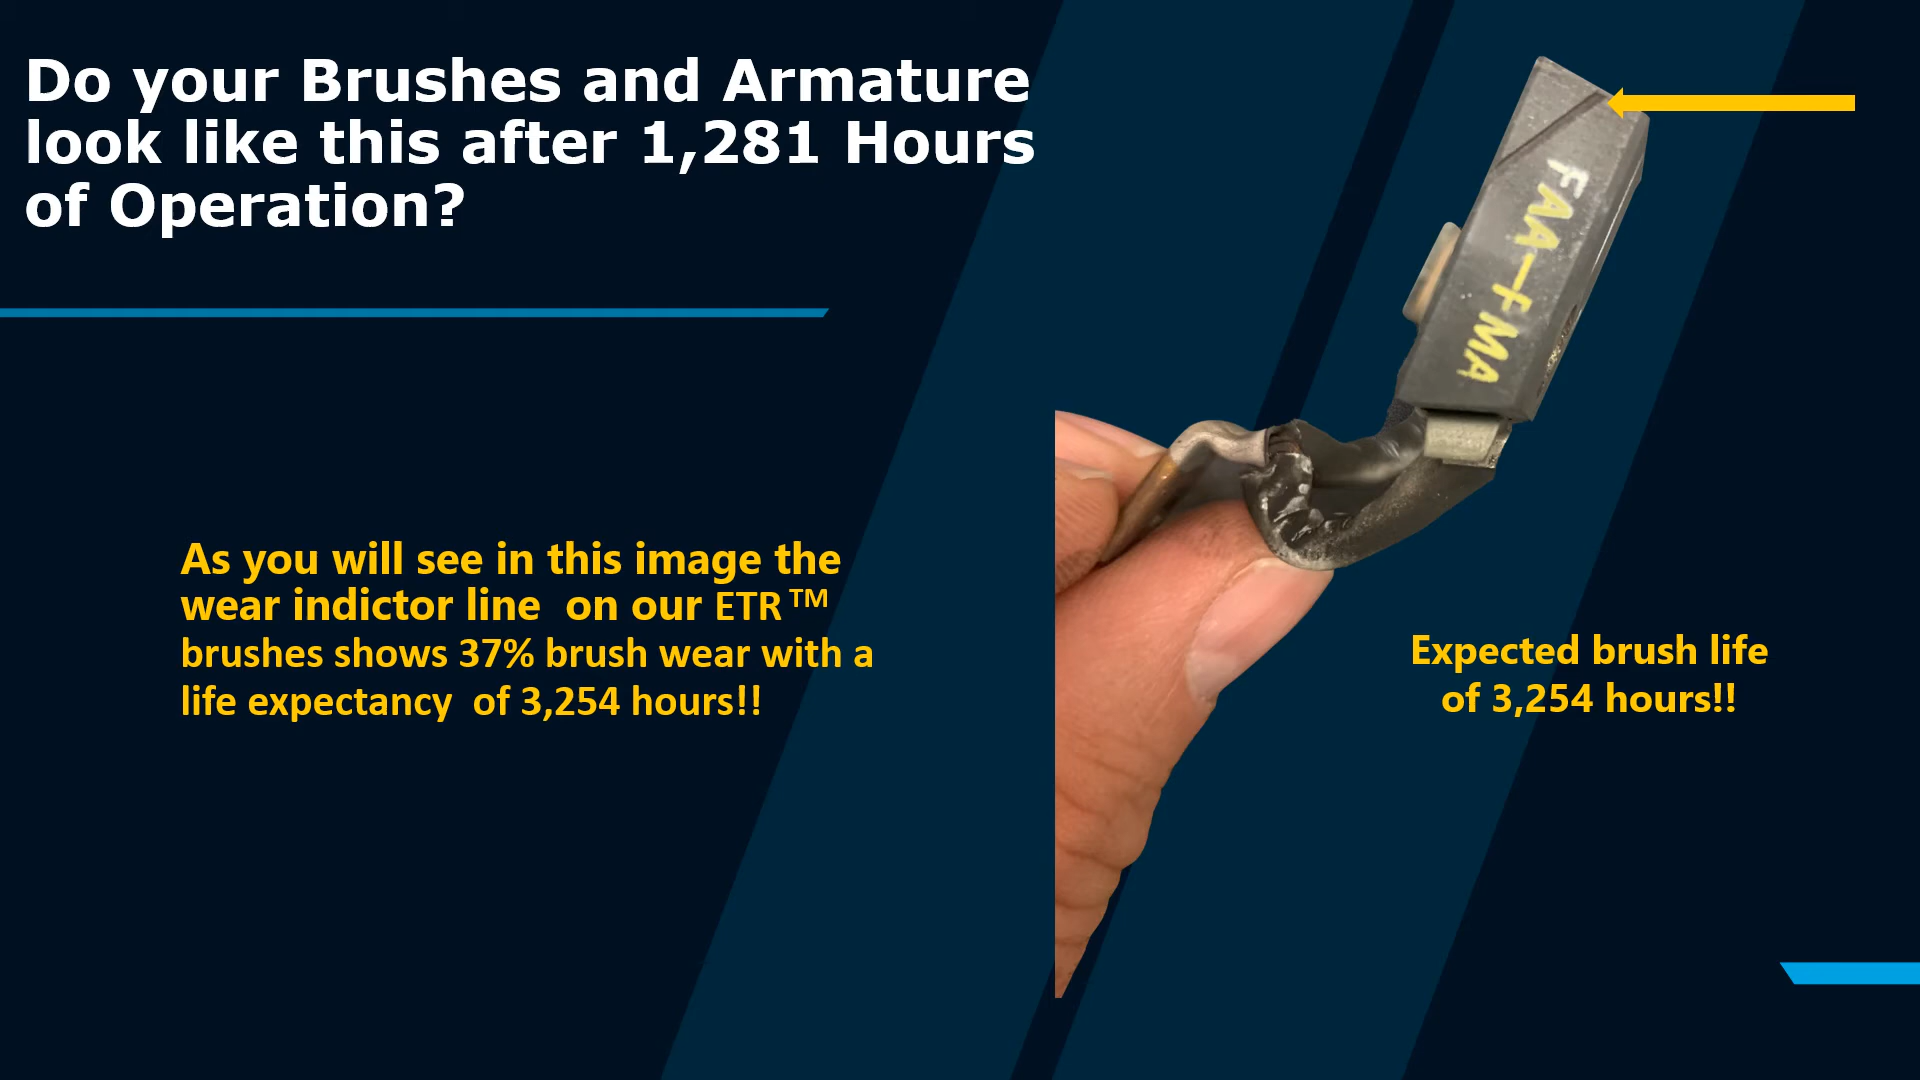 Do your Brushes and Armature
look like this after 1,281 Hours
of Operation?
FAA-FMA
As you will see in this image the
wear indictor line  on our ETR™
brushes shows 37% brush wear with a
life expectancy  of 3,254 hours!!
Expected brush life
of 3,254 hours!!